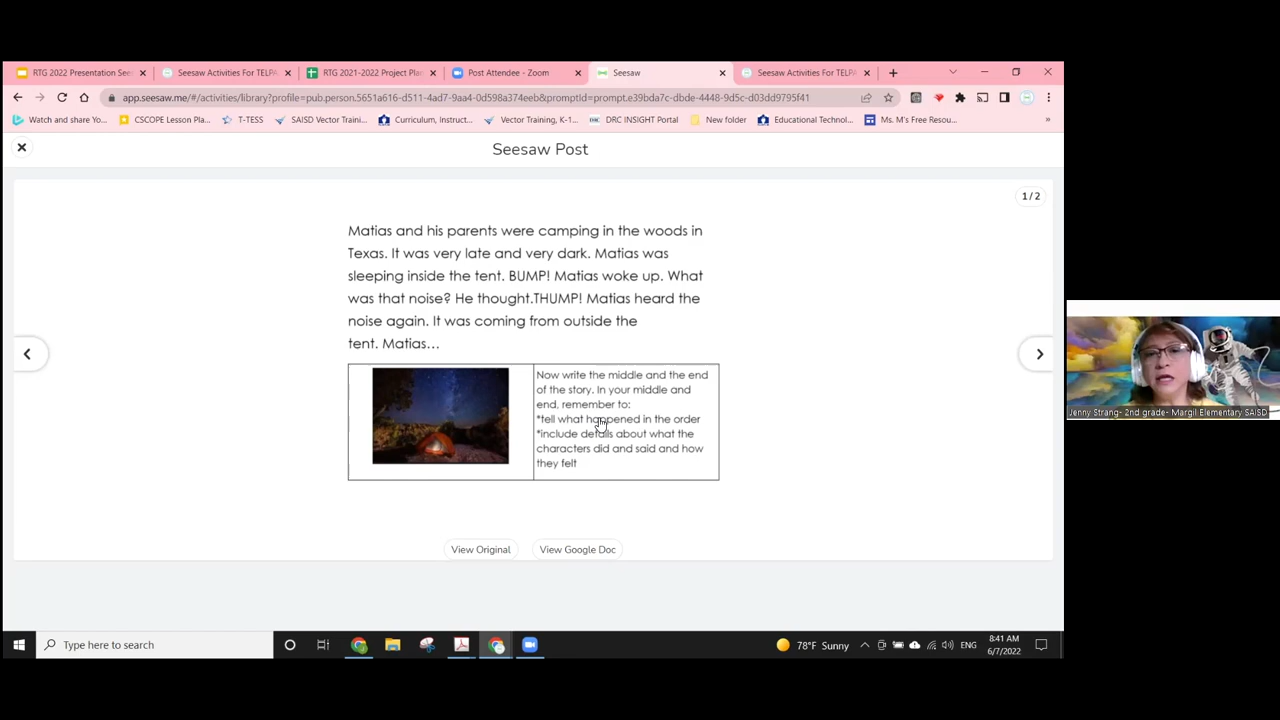 RTG 2022 Presentation See
Seesaw Activities For TELPA
RTG 2021-2022 Project Plan
Post Attendee - Zoom
Seesaw
Seesaw Activities For TELPA
app.seesaw.me/#/activities/library?profile=pub.person.5651a616-d511-4ad7-9aa4-0d598a374eeb&promptId=prompt.e39bda7c-dbde-4448-9d5c-d03dd9795f41
Watch and share Yo...
CSCOPE Lesson Pla...
T-TESS
SAISD Vector Traini...
Curriculum, Instruct...
Vector Training, K-1...
DRC INSIGHT Portal
New folder
Educational Technol...
Ms. M's Free Resou...
»
Seesaw Post
1 / 2
Matias and his parents were camping in the woods in
Texas. It was very late and very dark. Matias was
sleeping inside the tent. BUMP! Matias woke up. What
was that noise? He thought.THUMP! Matias heard the
noise again. It was coming from outside the
tent. Matias...
Now write the middle and the end
of the story. In your middle and
end, remember to:
*tell what happened in the order
*include details about what the
characters did and said and how
they felt
View Original
View Google Doc
Jenny Strang- 2nd grade- Margil Elementary SAISD
Type here to search
78°F Sunny
ENG
8:41 AM
6/7/2022